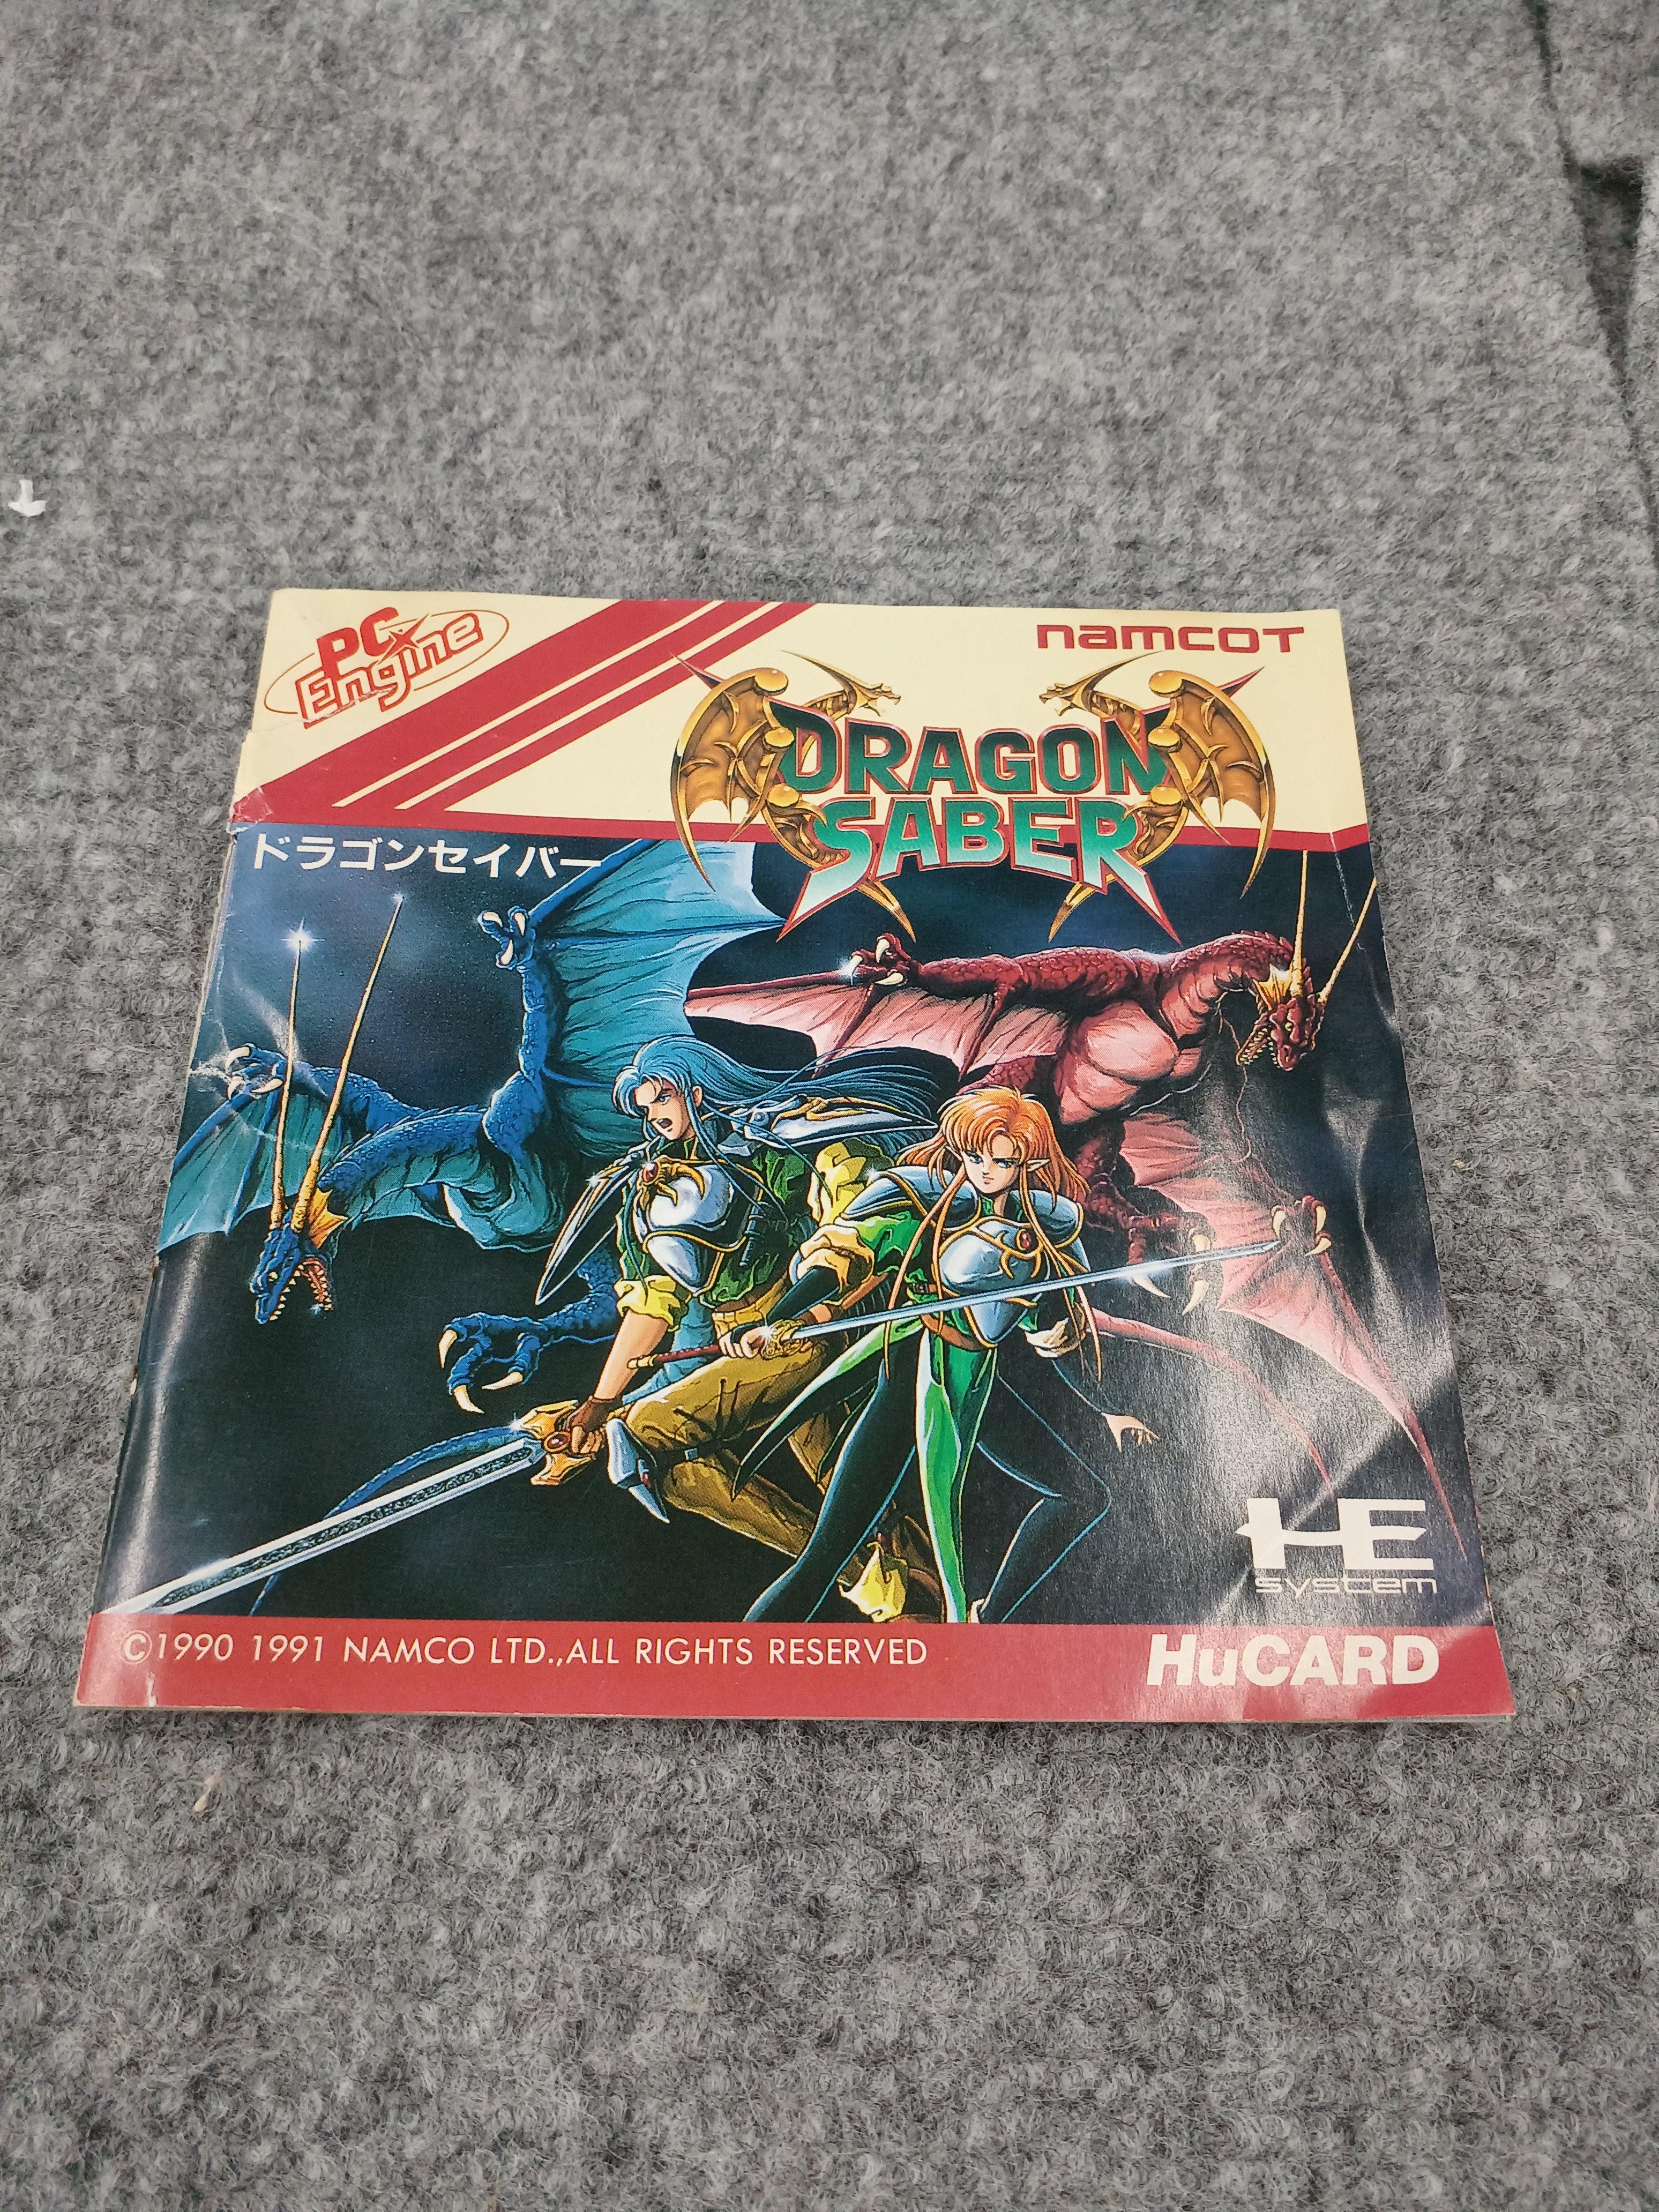 PC
Engine
namcoT
DRAGON
SABER
ドラゴンセイバー
HE
system
©1990 1991 NAMCO LTD.,ALL RIGHTS RESERVED
HuCARD